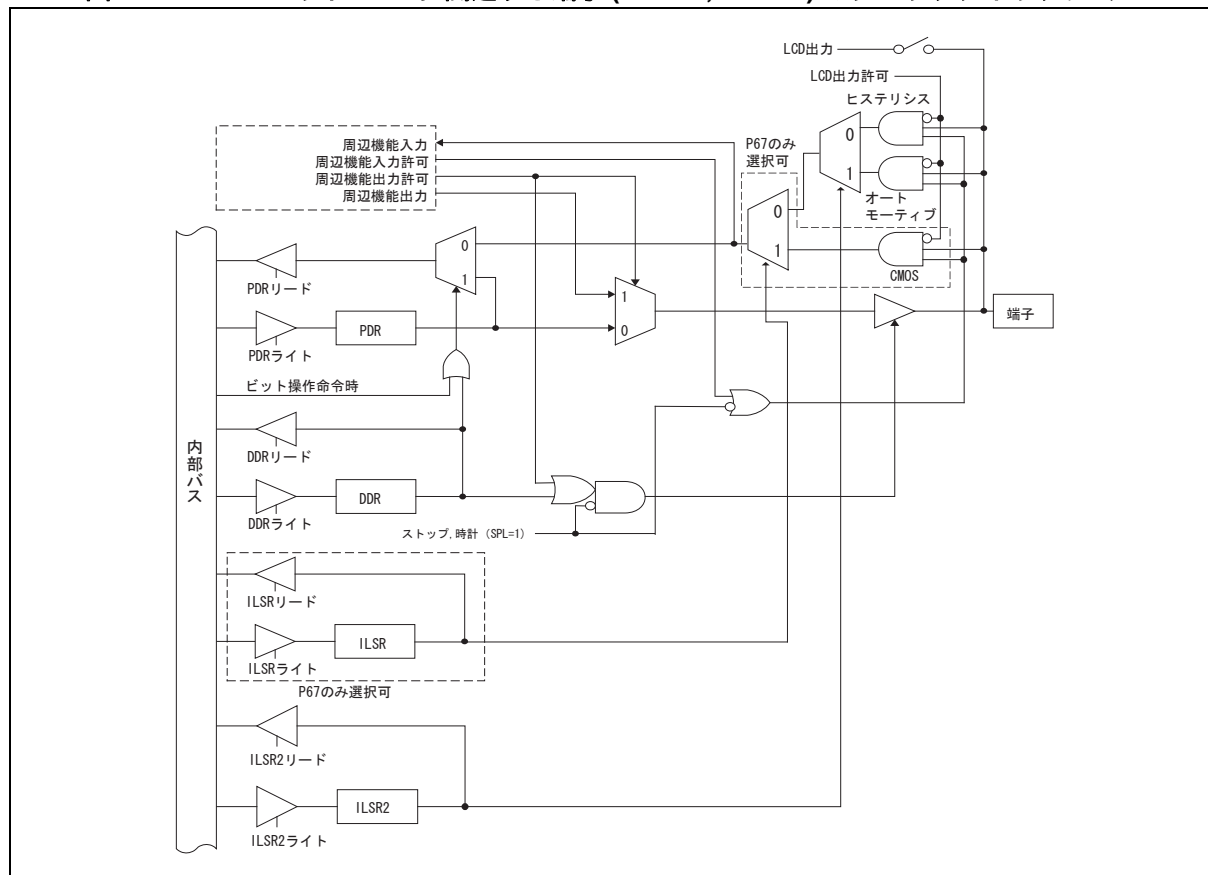 LCD出力
LCD出力許可
ヒステリシス
0
1
オート
モーティブ
P67のみ
選択可
0
1
CMOS
周辺機能入力
周辺機能入力許可
周辺機能出力許可
周辺機能出力
0
1
PDRリード
1
0
端子
PDR
PDRライト
ビット操作命令時
内部バス
DDRリード
DDR
DDRライト
ストップ,時計 (SPL=1)
ILSRリード
ILSR
ILSRライト
P67のみ選択可
ILSR2リード
ILSR2
ILSR2ライト